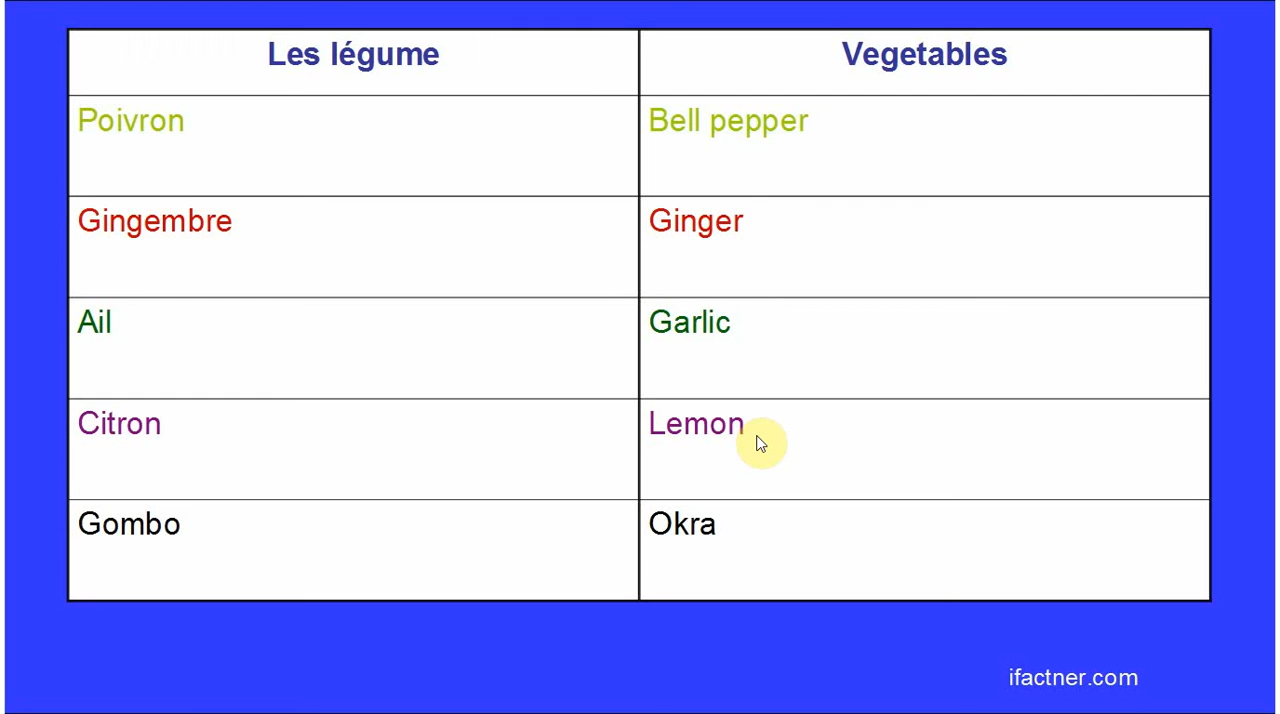 Les légume
Vegetables
Poivron
Bell pepper
Gingembre
Ginger
Ail
Garlic
Citron
Lemon
Gombo
Okra
ifactner.com